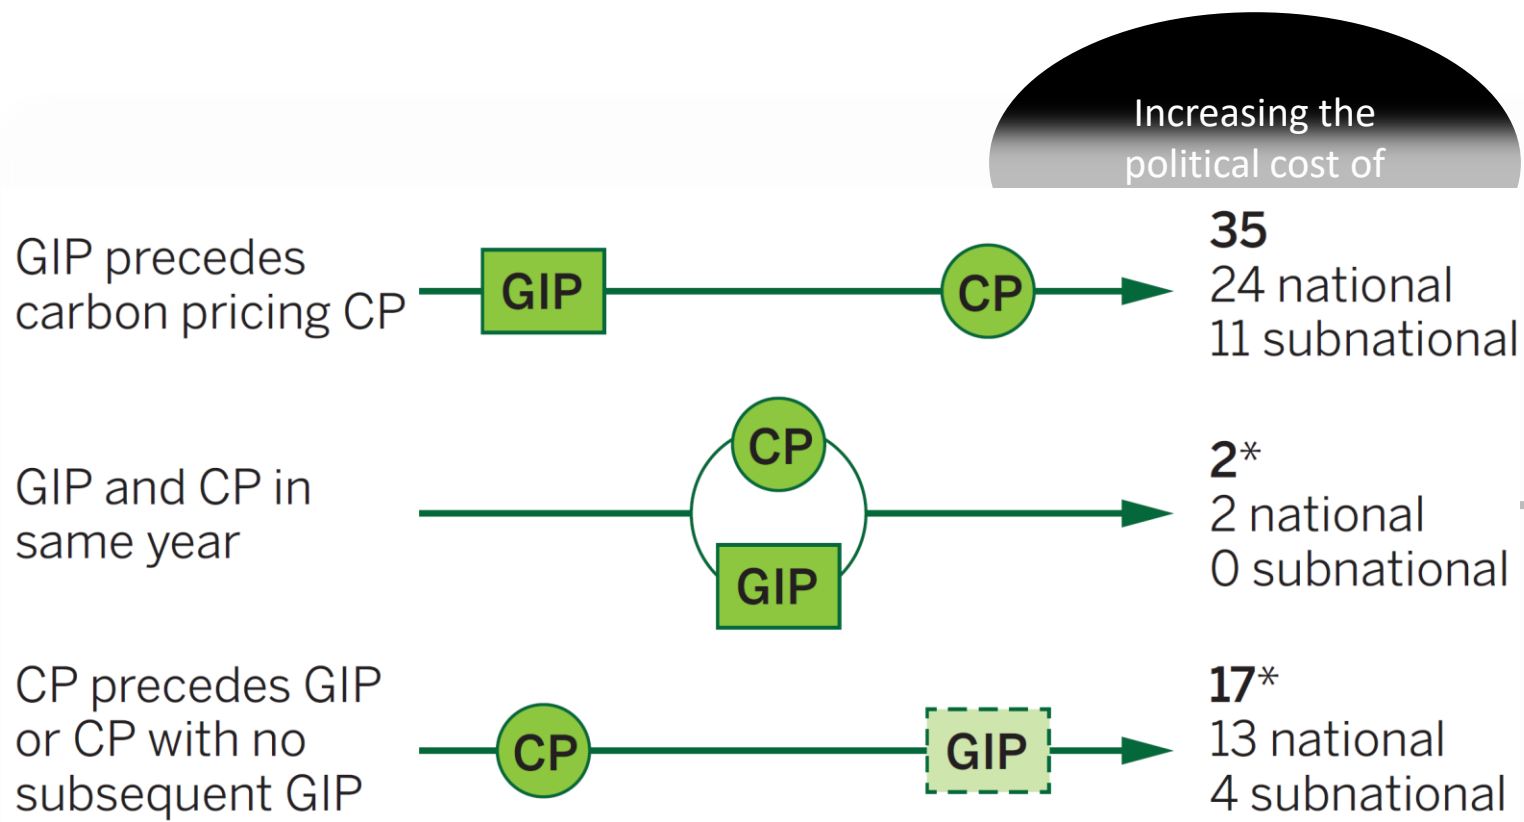 Increasing the
political cost of
GIP precedes
carbon pricing CP
GIP
CP
35
24 national
11 subnational
GIP and CP in
same year
CP
GIP
2*
2 national
0 subnational
CP precedes GIP
or CP with no
subsequent GIP
CP
GIP
17*
13 national
4 subnational